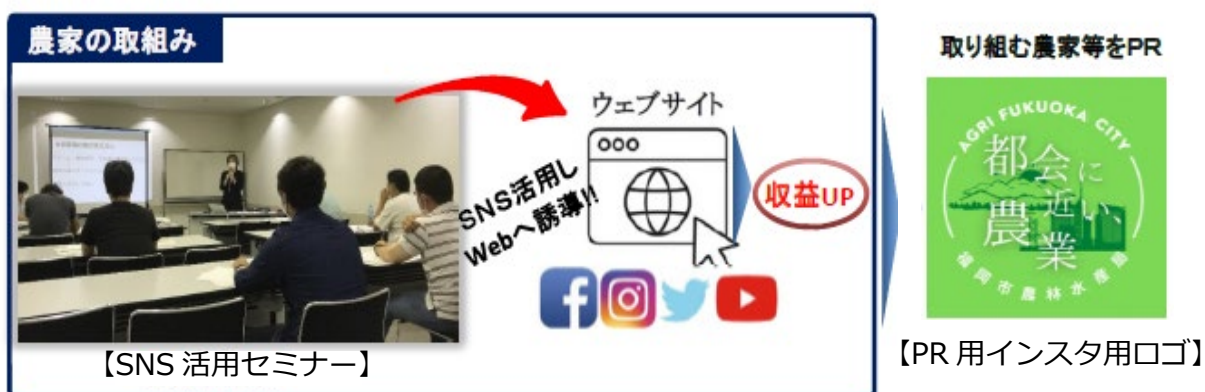 農家の取組み
ウェブサイト
SNS活用し
Webへ誘導!!
収益UP
【SNS 活用セミナー】
取り組む農家等をPR
AGRI FUKUOKA CITY
都会に
近い、
農業
福岡市農林水産局
【PR 用インスタ用ロゴ】